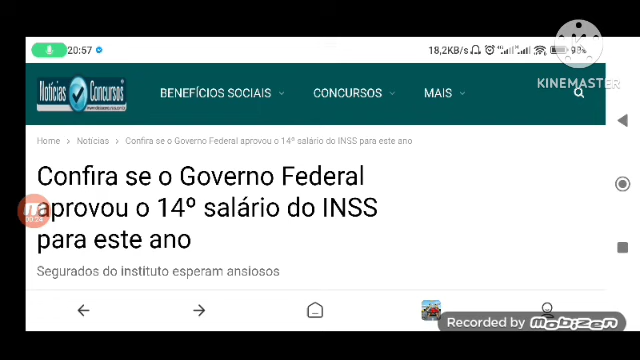 20:57
18,2KB/s
98%
KINEMASTER
Notícias Concursos
BENEFÍCIOS SOCIAIS
CONCURSOS
MAIS
Home > Notícias > Confira se o Governo Federal aprovou o 14º salário do INSS para este ano
Confira se o Governo Federal
aprovou o 14º salário do INSS
para este ano
Segurados do instituto esperam ansiosos
Recorded by
MOBIZEN